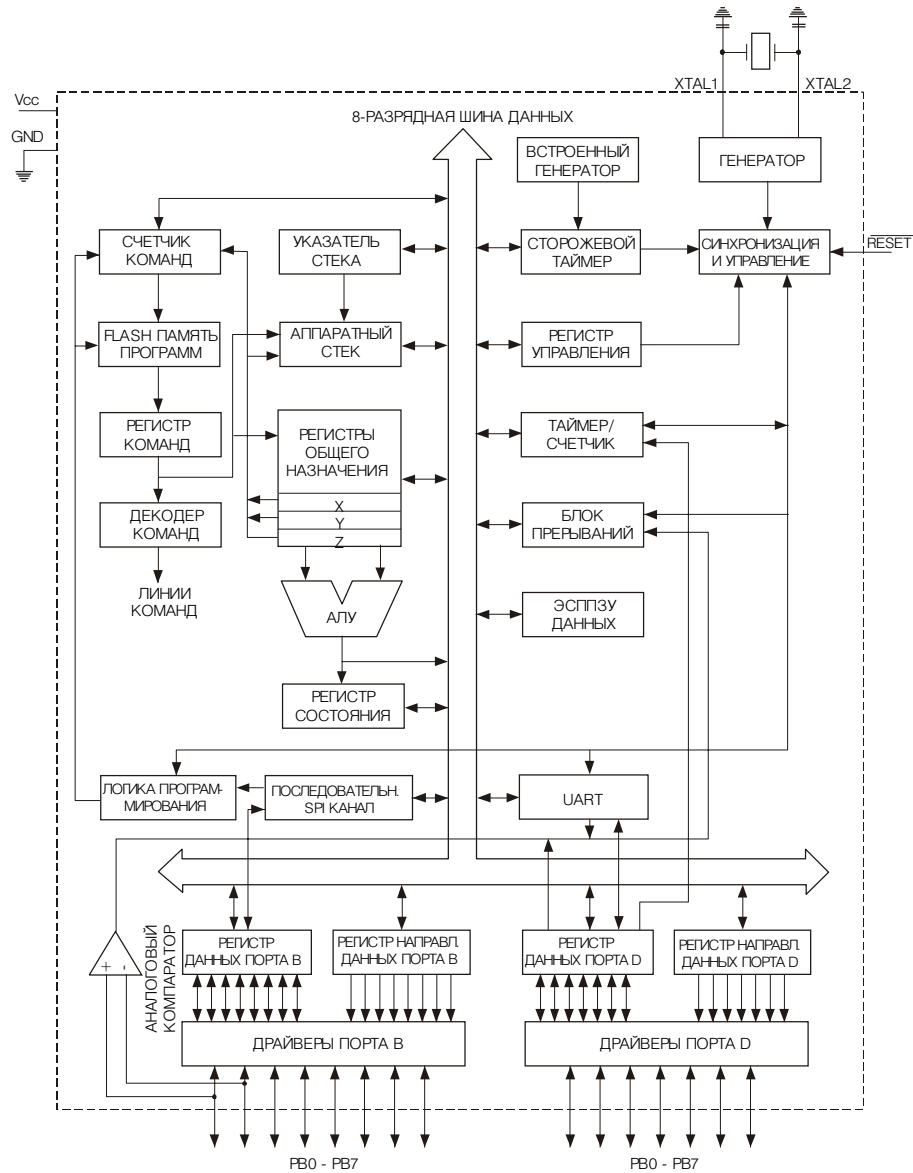 XTAL1
XTAL2
Vcc
GND
8-РАЗРЯДНАЯ ШИНА ДАННЫХ
ВСТРОЕННЫЙ
ГЕНЕРАТОР
ГЕНЕРАТОР
СЧЕТЧИК
КОМАНД
УКАЗАТЕЛЬ
СТЕКА
СТОРОЖЕВОЙ
ТАЙМЕР
СИНХРОНИЗАЦИЯ
И УПРАВЛЕНИЕ
RESET
FLASH ПАМЯТЬ
ПРОГРАММ
АППАРАТНЫЙ
СТЕК
РЕГИСТР
УПРАВЛЕНИЯ
РЕГИСТР
КОМАНД
РЕГИСТРЫ
ОБЩЕГО
НАЗНАЧЕНИЯ
X
Y
Z
ТАЙМЕР/
СЧЕТЧИК
ДЕКОДЕР
КОМАНД
БЛОК
ПРЕРЫВАНИЙ
ЛИНИИ
КОМАНД
АЛУ
ЭСППЗУ
ДАННЫХ
РЕГИСТР
СОСТОЯНИЯ
ЛОГИКА ПРОГРАМ-
МИРОВАНИЯ
ПОСЛЕДОВАТЕЛЬН.
SPI КАНАЛ
UART
АНАЛОГОВЫЙ
КОМПАРАТОР
+ -
РЕГИСТР
ДАННЫХ ПОРТА B
РЕГИСТР НАПРАВЛ.
ДАННЫХ ПОРТА B
РЕГИСТР
ДАННЫХ ПОРТА D
РЕГИСТР НАПРАВЛ.
ДАННЫХ ПОРТА D
ДРАЙВЕРЫ ПОРТА B
ДРАЙВЕРЫ ПОРТА D
PB0 - PB7
PB0 - PB7